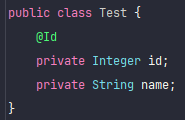 public class Test {
    @Id
    private Integer id;
    private String name;
}